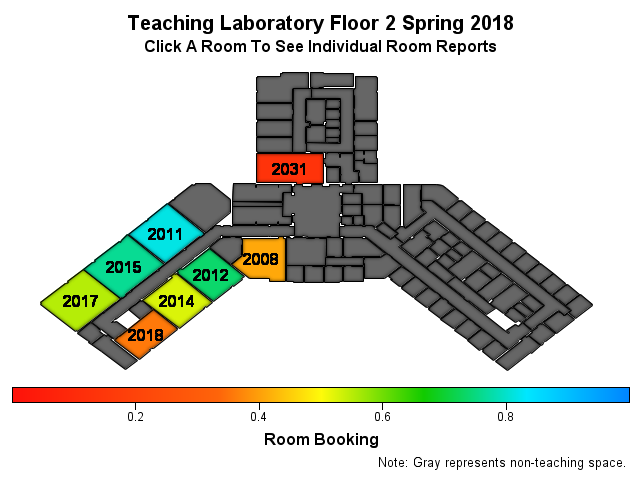 Teaching Laboratory Floor 2 Spring 2018
Click A Room To See Individual Room Reports
2031
2011
2015
2008
2012
2017
2014
2018
0.2 0.4 0.6 0.8
Room Booking
Note: Gray represents non-teaching space.